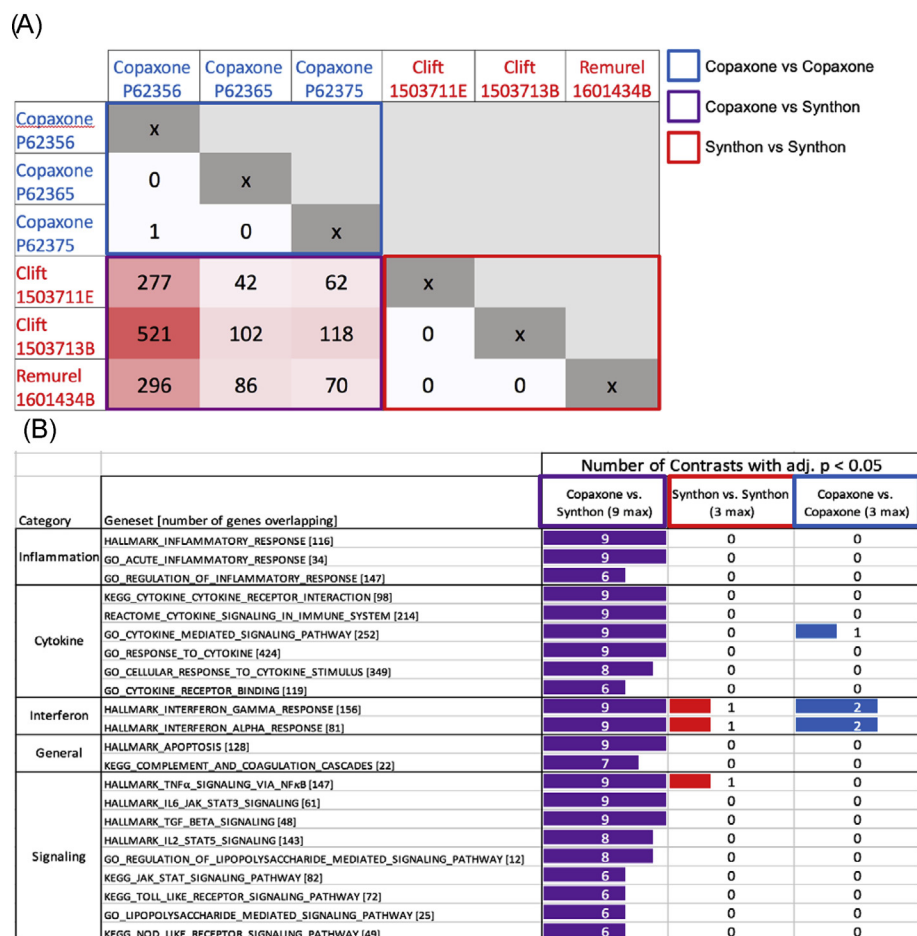 (A)
Copaxone Copaxone Copaxone Clift Clift Remurel
P62356 P62365 P62375 1503711E 1503713B 1601434B
Copaxone vs Copaxone
Copaxone vs Synthon
Synthon vs Synthon
Copaxone
P62356 x
Copaxone
P62365 0 x
Copaxone
P62375 1 0 x
Clift
1503711E 277 42 62 x
Clift
1503713B 521 102 118 0 x
Remurel
1601434B 296 86 70 0 0 x
(B)
Number of Contrasts with adj. p < 0.05
Copaxone vs. Synthon vs. Synthon Copaxone vs.
Category Geneset [number of genes overlapping] Synthon (9 max) (3 max) Copaxone (3 max)
Inflammation
HALLMARK_INFLAMMATORY_RESPONSE [116] 9 0 0
GO_ACUTE_INFLAMMATORY_RESPONSE [34] 9 0 0
GO_REGULATION_OF_INFLAMMATORY_RESPONSE [147] 6 0 0
Cytokine
KEGG_CYTOKINE_CYTOKINE_RECEPTOR_INTERACTION [98] 9 0 0
REACTOME_CYTOKINE_SIGNALING_IN_IMMUNE_SYSTEM [214] 9 0 0
GO_CYTOKINE_MEDIATED_SIGNALING_PATHWAY [252] 9 0 1
GO_RESPONSE_TO_CYTOKINE [424] 9 0 0
GO_CELLULAR_RESPONSE_TO_CYTOKINE_STIMULUS [349] 8 0 0
GO_CYTOKINE_RECEPTOR_BINDING [119] 6 0 0
Interferon
HALLMARK_INTERFERON_GAMMA_RESPONSE [156] 9 1 2
HALLMARK_INTERFERON_ALPHA_RESPONSE [81] 9 1 2
General
HALLMARK_APOPTOSIS [128] 9 0 0
KEGG_COMPLEMENT_AND_COAGULATION_CASCADES [22] 7 0 0
Signaling
HALLMARK_TNFα_SIGNALING_VIA_NFκB [147] 9 1 0
HALLMARK_IL6_JAK_STAT3_SIGNALING [61] 9 0 0
HALLMARK_TGF_BETA_SIGNALING [48] 9 0 0
HALLMARK_IL2_STAT5_SIGNALING [143] 8 0 0
GO_REGULATION_OF_LIPOPOLYSACCHARIDE_MEDIATED_SIGNALING_PATHWAY [12] 8 0 0
KEGG_JAK_STAT_SIGNALING_PATHWAY [82] 6 0 0
KEGG_TOLL_LIKE_RECEPTOR_SIGNALING_PATHWAY [72] 6 0 0
GO_LIPOPOLYSACCHARIDE_MEDIATED_SIGNALING_PATHWAY [25] 6 0 0
KEGG_NOD_LIKE_RECEPTOR_SIGNALING_PATHWAY [49] 6 0 0